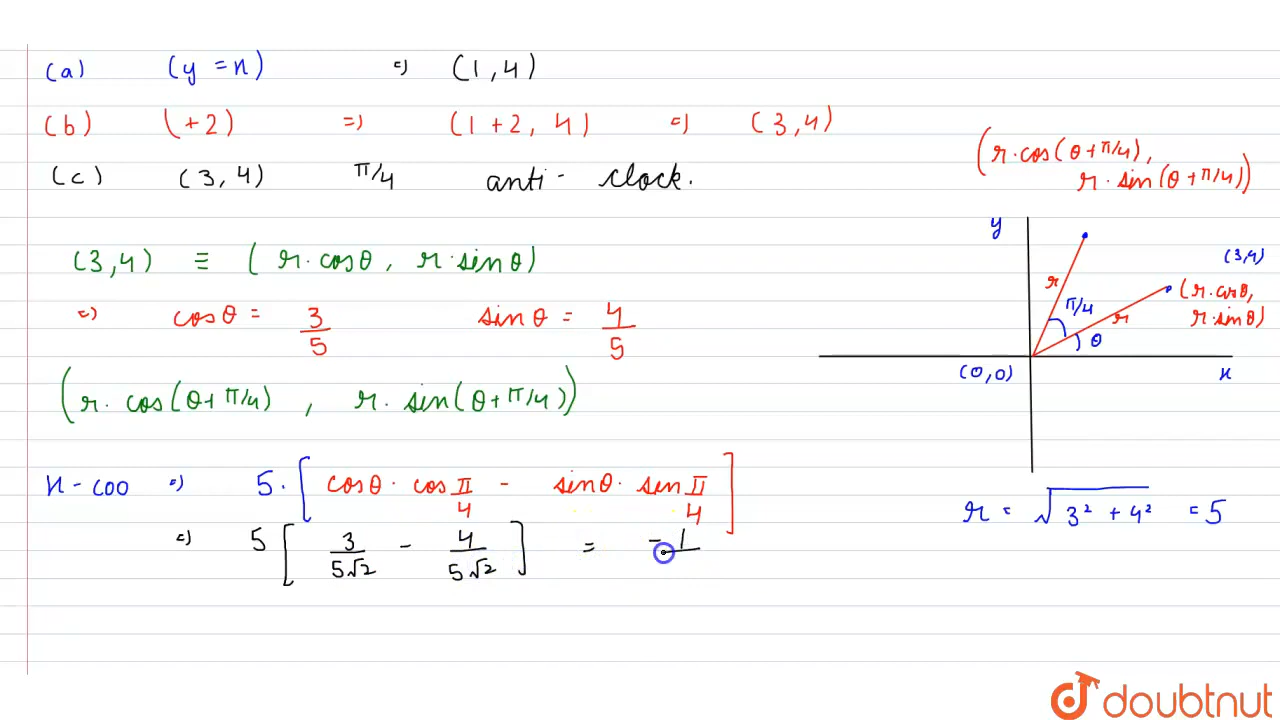 (a) (y = x) ⇒ (1, 4)
(b) (+2) ⇒ (1 + 2, 4) ⇒ (3, 4)
(c) (3, 4) π/4 anti - clock.
(3, 4) ≡ ( r·cosθ, r·sinθ)
⇒ cosθ = 3/5 sinθ = 4/5
(r·cos(θ+π/4) , r·sin(θ+π/4))
x - coo ⇒ 5·[cosθ·cos π/4 - sinθ·sin π/4]
⇒ 5 [3/5√2 - 4/5√2] = -1/
(r·cos(θ+π/4),
r·sin(θ+π/4))
y
(3,4)
r
π/4
(r·cosθ,
r·sinθ)
r
θ
(0,0)
x
r = √3² + 4² = 5
doubtnut